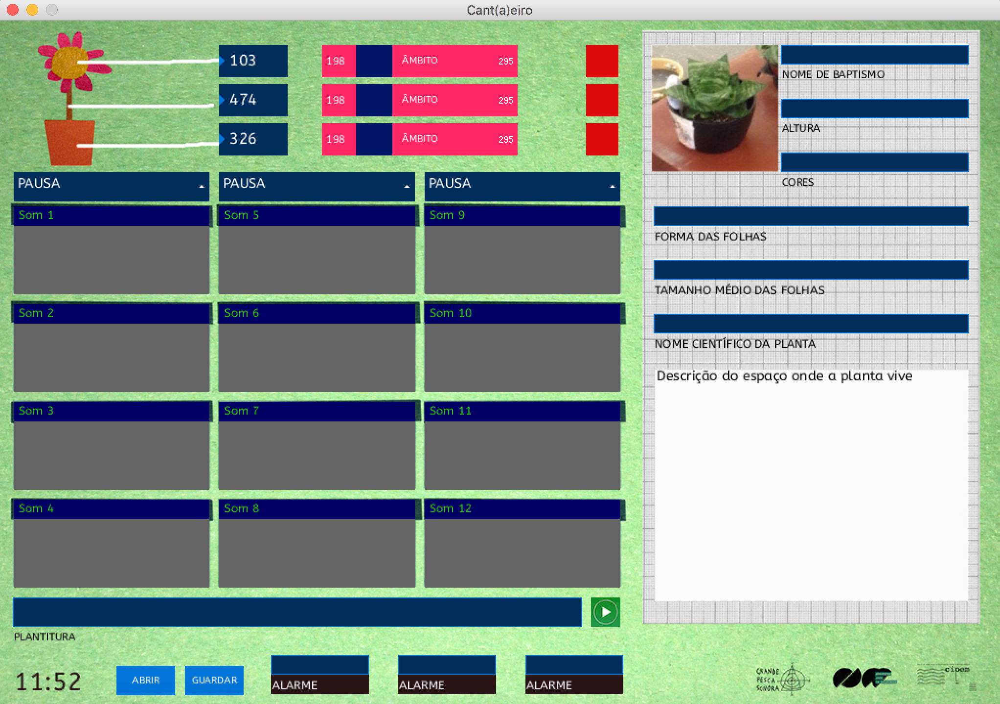 Cant(a)eiro
103
198 ÂMBITO 295
474
198 ÂMBITO 295
326
198 ÂMBITO 295
PAUSA
PAUSA
PAUSA
Som 1
Som 5
Som 9
Som 2
Som 6
Som 10
Som 3
Som 7
Som 11
Som 4
Som 8
Som 12
PLANTITURA
11:52
ABRIR
GUARDAR
ALARME
ALARME
ALARME
NOME DE BAPTISMO
ALTURA
CORES
FORMA DAS FOLHAS
TAMANHO MÉDIO DAS FOLHAS
NOME CIENTÍFICO DA PLANTA
Descrição do espaço onde a planta vive
GRANDE
PESCA
SONORA
cipem